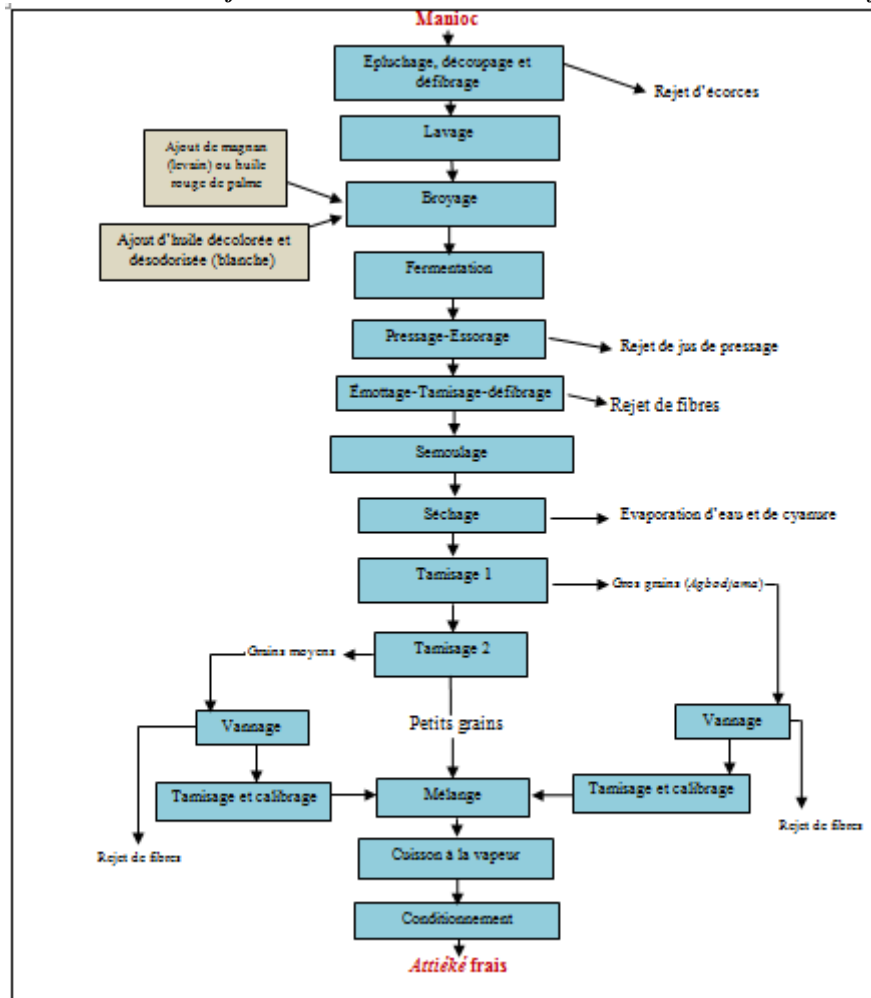 Manioc
Epluchage, découpage et
défibrage
Rejet d'écorces
Lavage
Ajout de magnan
(levain) ou huile
rouge de palme
Broyage
Ajout d'huile décolorée et
désodorisée (blanche)
Fermentation
Pressage-Essorage
Rejet de jus de pressage
Émottage-Tamisage-défibrage
Rejet de fibres
Semoulage
Séchage
Evaporation d'eau et de cyanure
Tamisage 1
Gros grains (Agbodjama)
Grains moyens
Tamisage 2
Vannage
Petits grains
Vannage
Tamisage et calibrage
Mélange
Tamisage et calibrage
Rejet de fibres
Rejet de fibres
Cuisson à la vapeur
Conditionnement
Attiéké frais